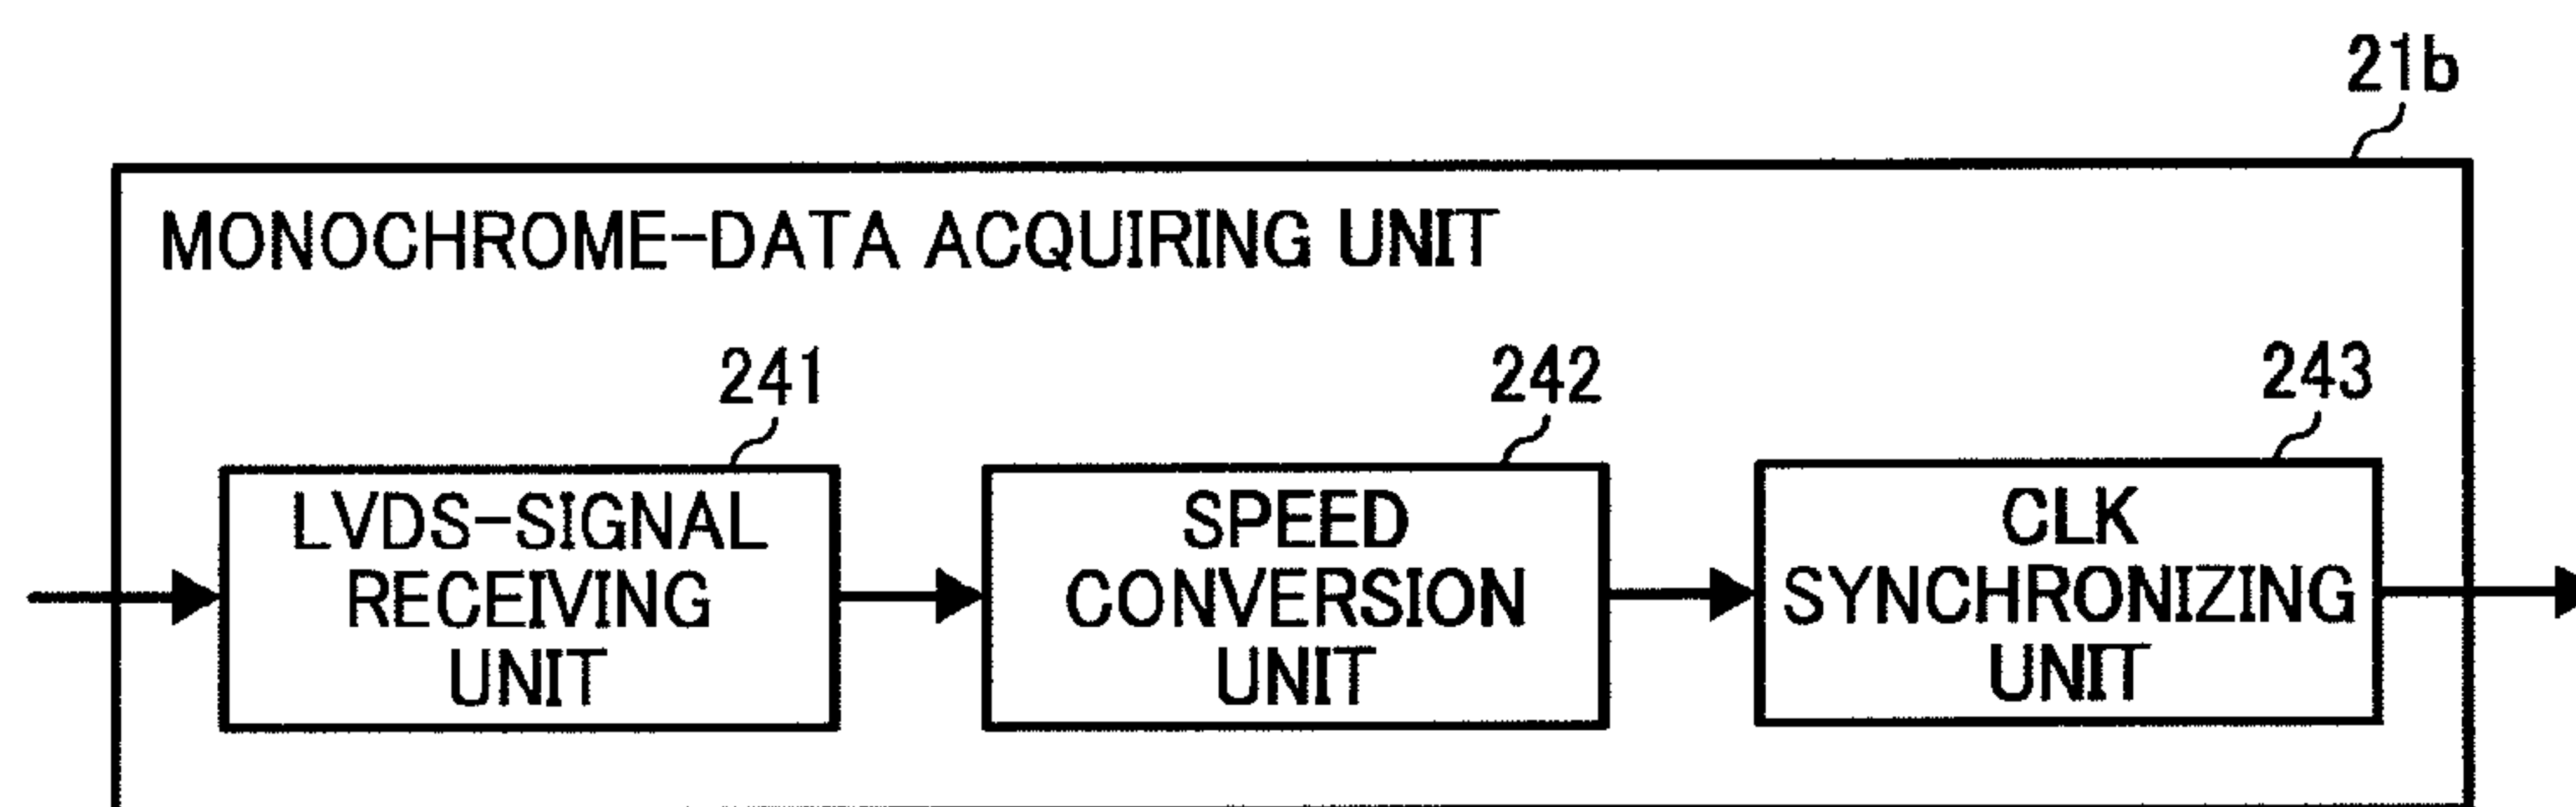 21b
MONOCHROME-DATA ACQUIRING UNIT
241
242
243
LVDS-SIGNAL
RECEIVING
UNIT
SPEED
CONVERSION
UNIT
CLK
SYNCHRONIZING
UNIT